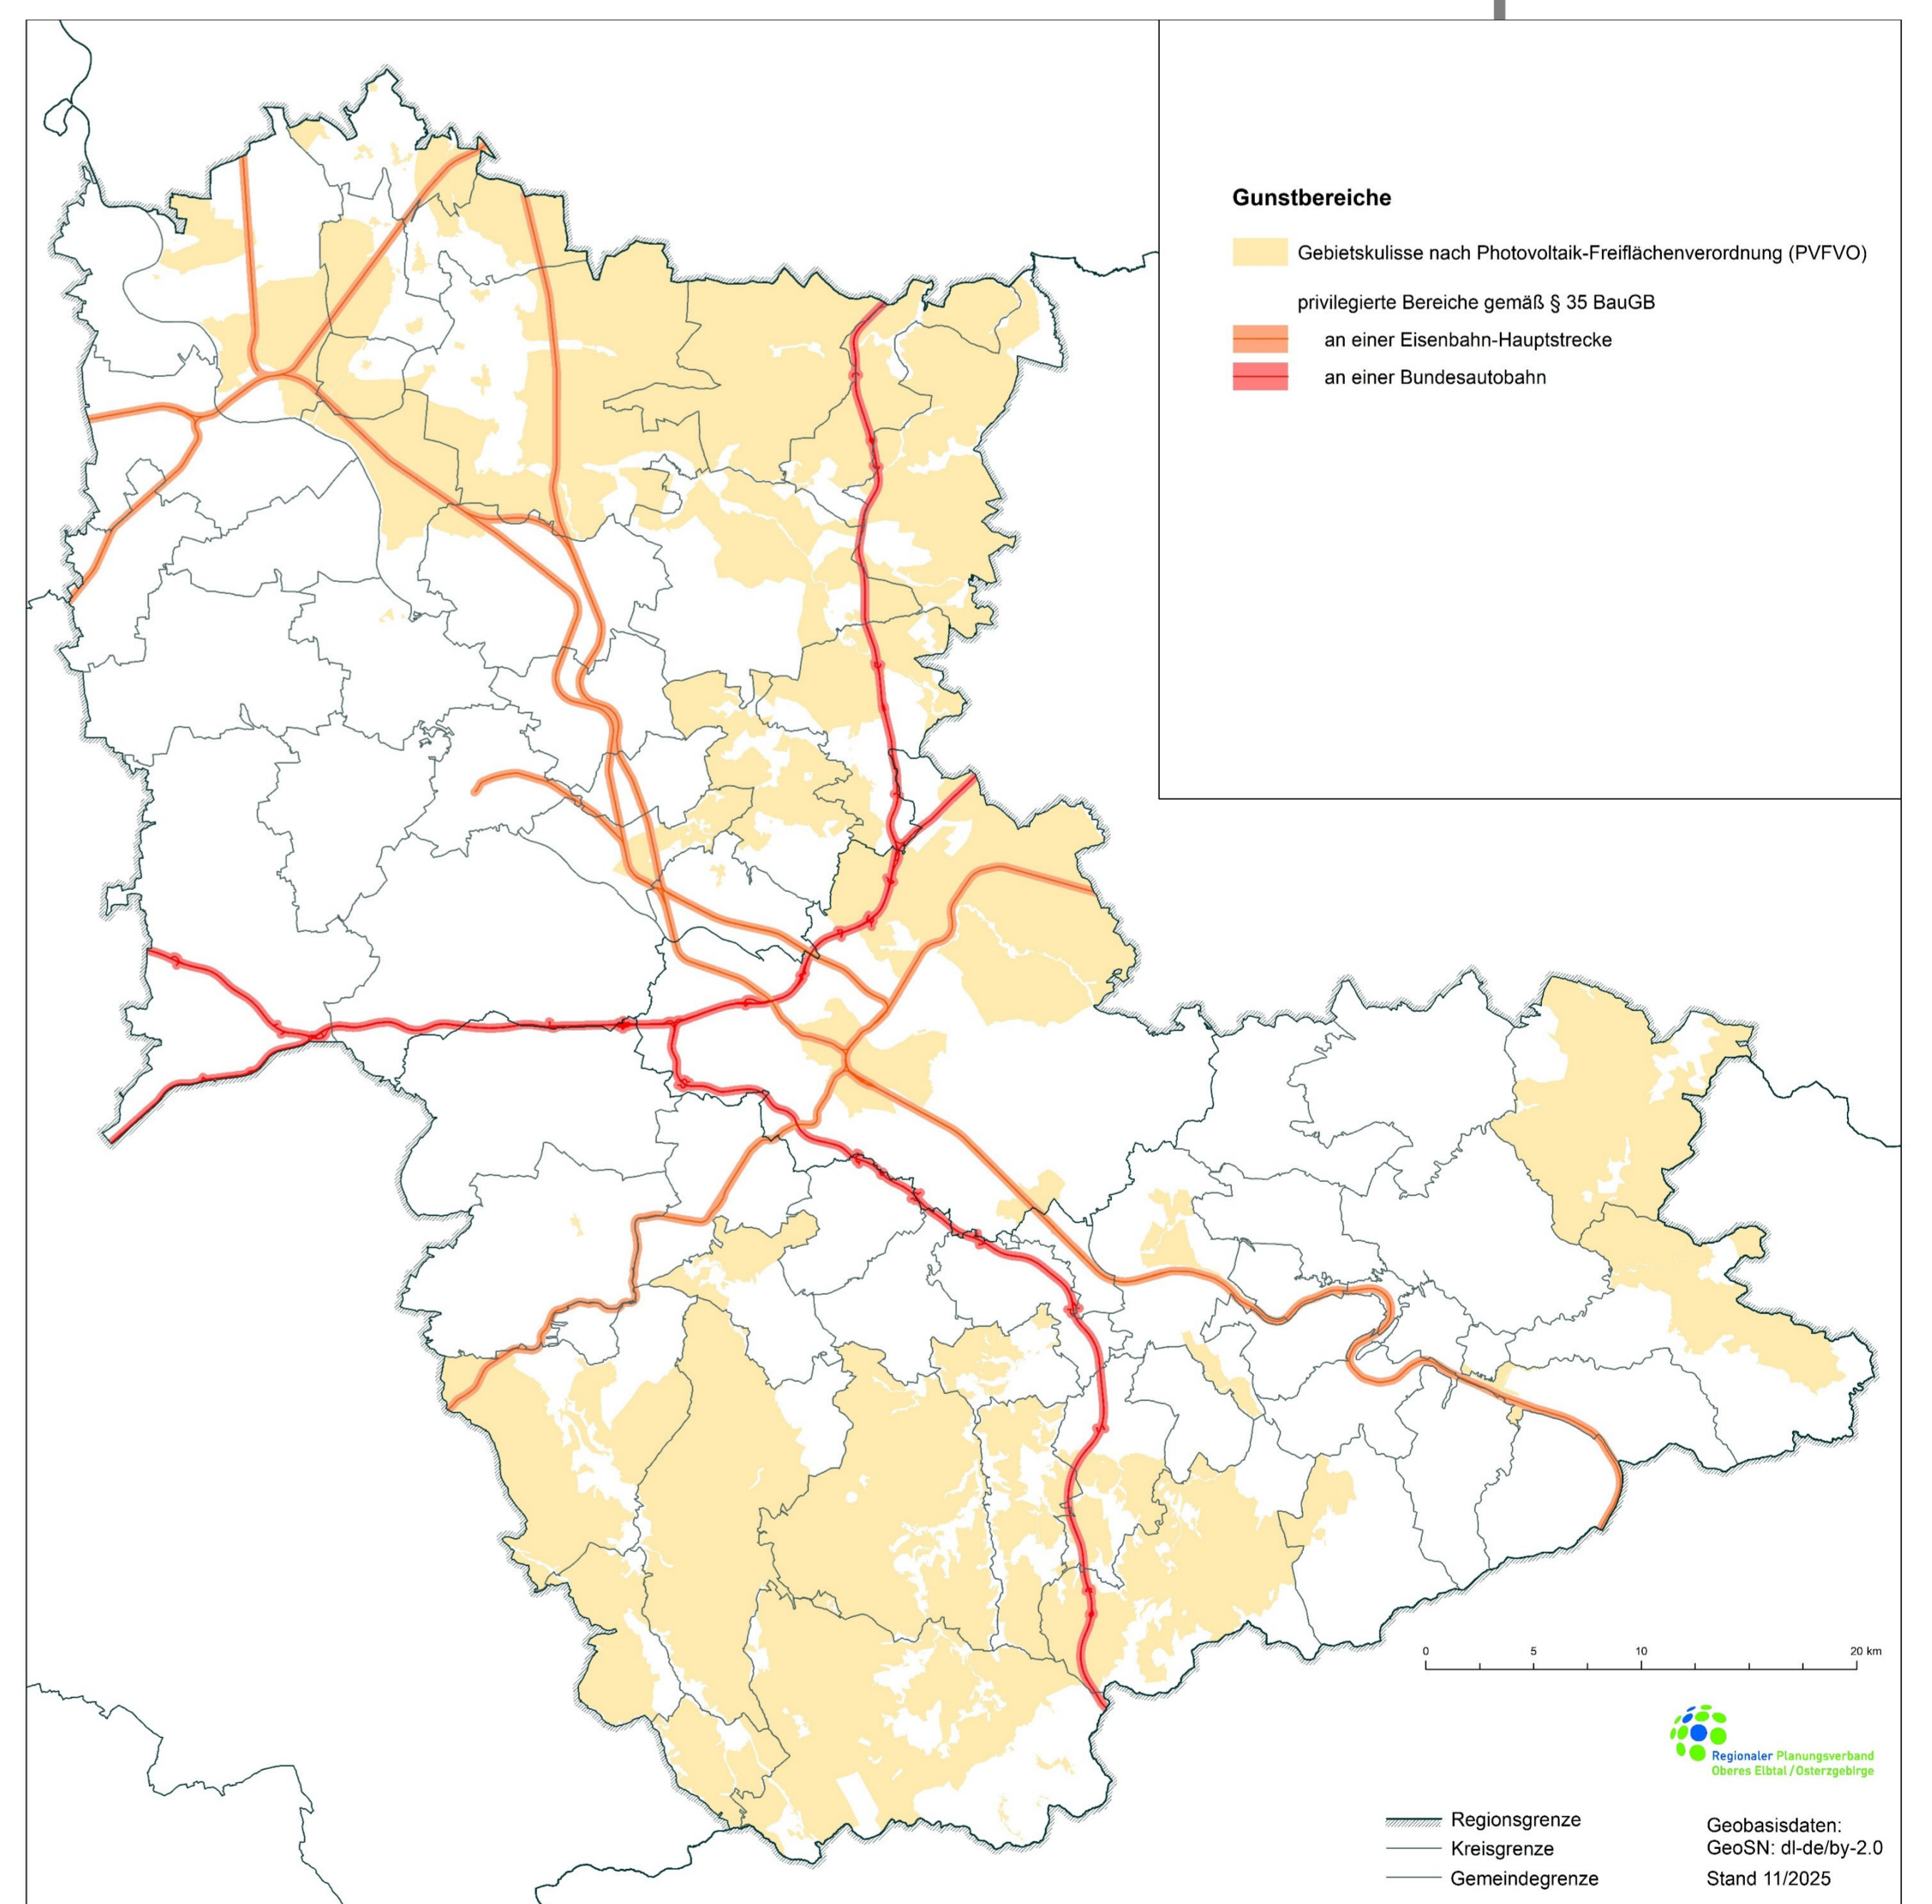 Gunstbereiche
Gebietskulisse nach Photovoltaik-Freiflächenverordnung (PVFVO)
privilegierte Bereiche gemäß § 35 BauGB
an einer Eisenbahn-Hauptstrecke
an einer Bundesautobahn
0 5 10 20 km
Regionaler Planungsverband
Oberes Elbtal / Osterzgebirge
Regionsgrenze
Kreisgrenze
Gemeindegrenze
Geobasisdaten:
GeoSN: dl-de/by-2.0
Stand 11/2025